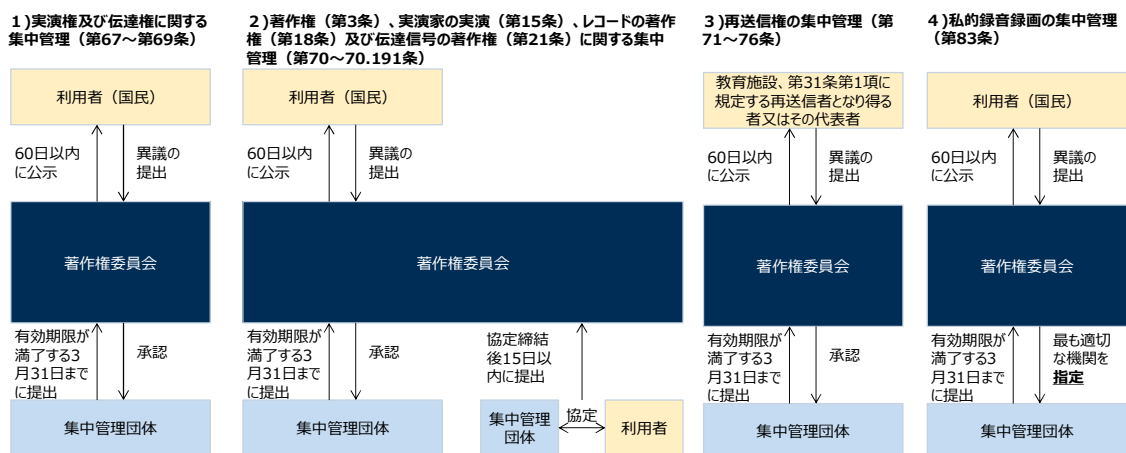 1)実演権及び伝達権に関する
集中管理（第67～第69条）
利用者（国民）
60日以内
に公示
異議の
提出
著作権委員会
有効期限が
満了する3
月31日まで
に提出
承認
集中管理団体
2)著作権（第3条）、実演家の実演（第15条）、レコードの著作
権（第18条）及び伝達信号の著作権（第21条）に関する集中
管理（第70～70.191条）
利用者（国民）
60日以内
に公示
異議の
提出
著作権委員会
有効期限が
満了する3
月31日まで
に提出
承認
集中管理団体
協定締結
後15日以
内に提出
集中管理
団体
協定
利用者
3)再送信権の集中管理（第
71～76条）
教育施設、第31条第1項に
規定する再送信者となり得る
者又はその代表者
60日以内
に公示
異議の
提出
著作権委員会
有効期限が
満了する3
月31日まで
に提出
承認
集中管理団体
4)私的録音録画の集中管理
（第83条）
利用者（国民）
60日以内
に公示
異議の
提出
著作権委員会
有効期限が
満了する3
月31日まで
に提出
最も適切
な機関を
指定
集中管理団体